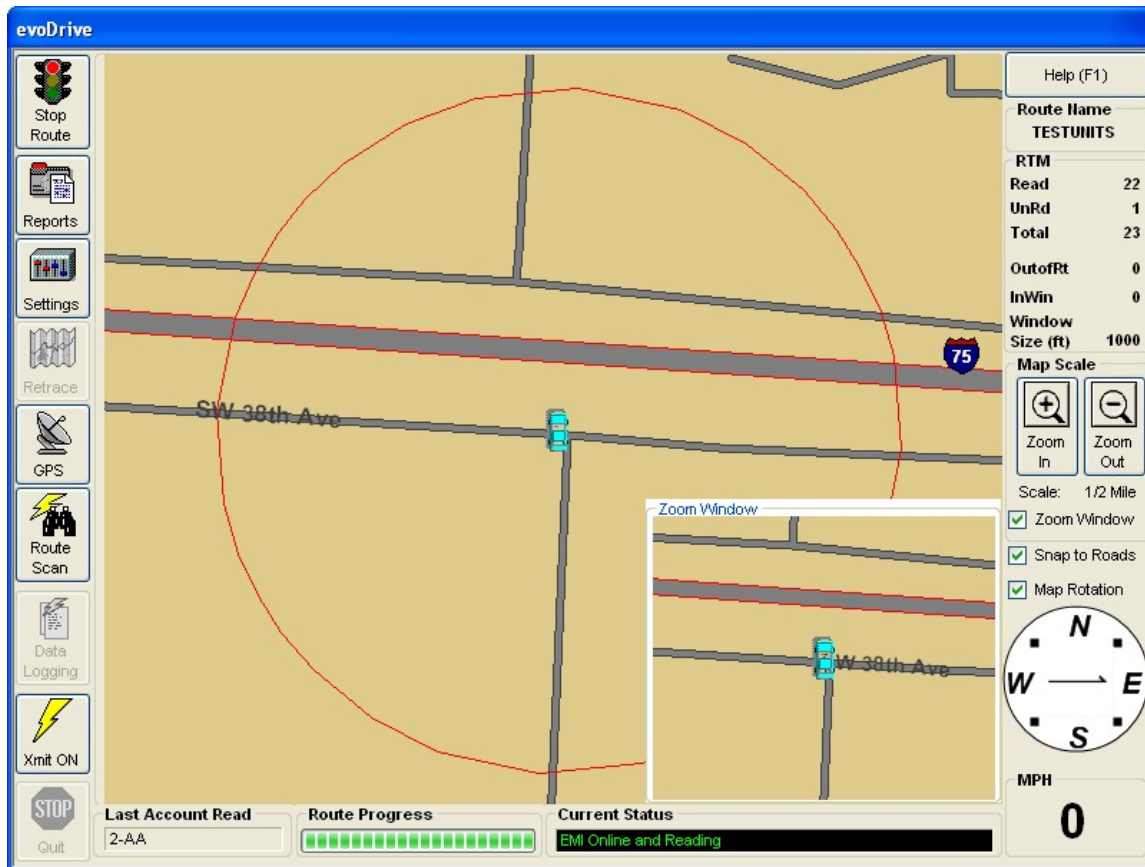 evoDrive
Stop
Route
Reports
Settings
Retrace
GPS
Route
Scan
Data
Logging
Xmit ON
STOP
Quit
75
SW 38th Ave
Zoom Window
W 38th Ave
Last Account Read
2-AA
Route Progress
Current Status
EMI Online and Reading
Help (F1)
Route Name
TESTUNITS
RTM
Read 22
UnRd 1
Total 23
OutofRt 0
InWin 0
Window
Size (ft) 1000
Map Scale
Zoom
In
Zoom
Out
Scale: 1/2 Mile
Zoom Window
Snap to Roads
Map Rotation
N
W E
S
MPH
0